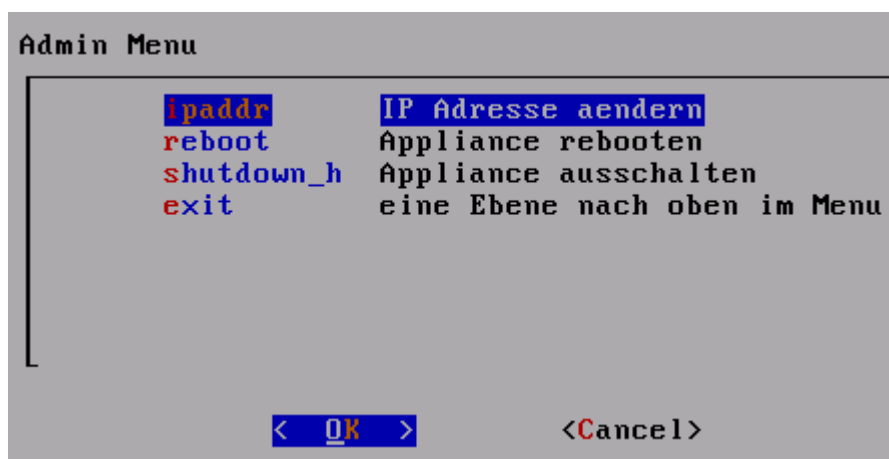 Admin Menu
ipaddr IP Adresse aendern
reboot Appliance rebooten
shutdown_h Appliance ausschalten
exit eine Ebene nach oben im Menu
< OK > <Cancel>